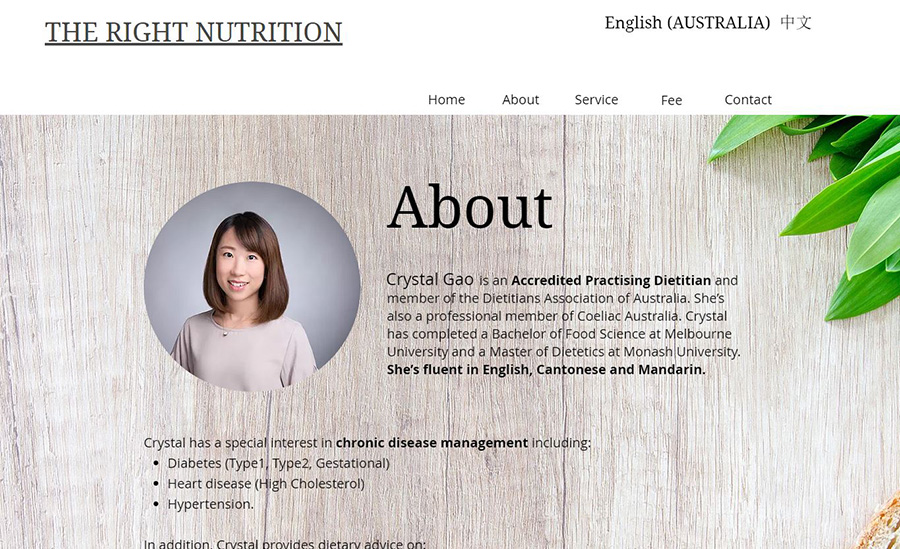 THE RIGHT NUTRITION
English (AUSTRALIA) 中文
Home About Service Fee Contact
About
Crystal Gao is an Accredited Practising Dietitian and
member of the Dietitians Association of Australia. She’s
also a professional member of Coeliac Australia. Crystal
has completed a Bachelor of Food Science at Melbourne
University and a Master of Dietetics at Monash University.
She’s fluent in English, Cantonese and Mandarin.
Crystal has a special interest in chronic disease management including:
• Diabetes (Type1, Type2, Gestational)
• Heart disease (High Cholesterol)
• Hypertension.
In addition, Crystal provides dietary advice on: